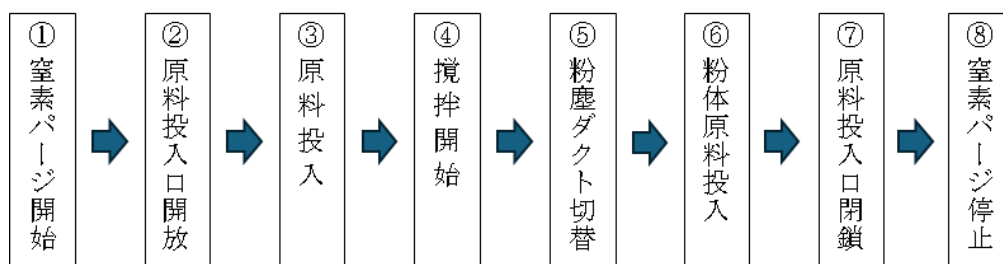 ①窒素パージ開始
②原料投入口開放
③原料投入
④撹拌開始
⑤粉塵ダクト切替
⑥粉体原料投入
⑦原料投入口閉鎖
⑧窒素パージ停止